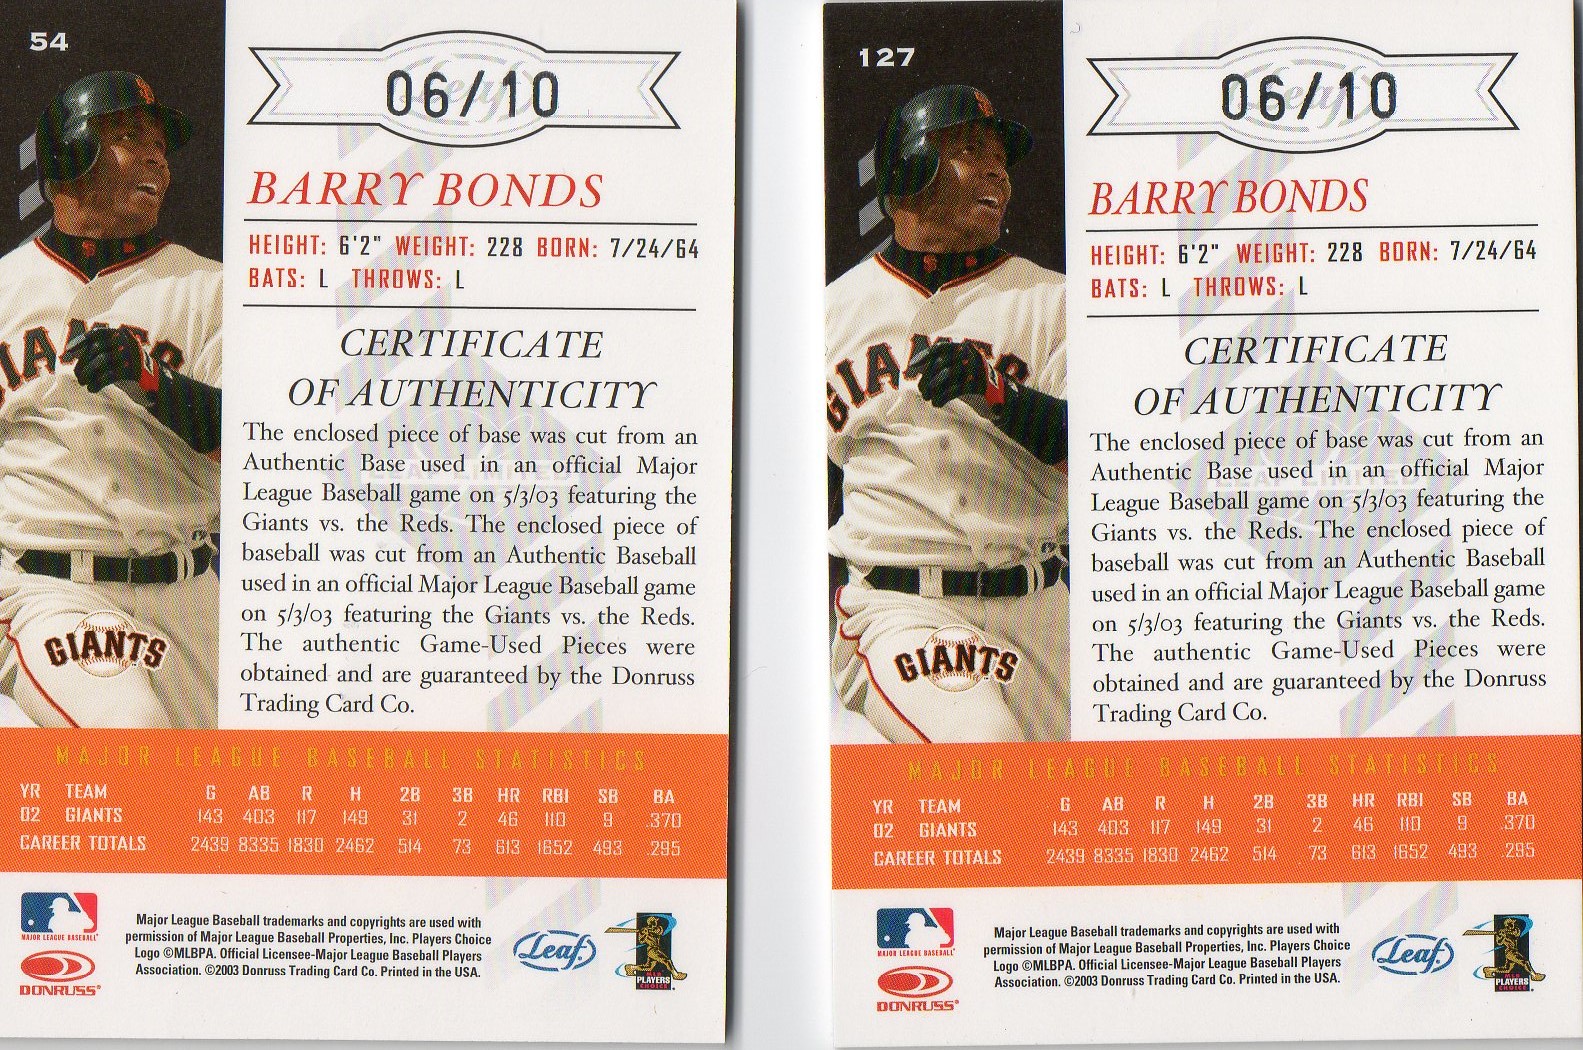 54
06/10
BARRY BONDS
HEIGHT: 6'2" WEIGHT: 228 BORN: 7/24/64
BATS: L THROWS: L
CERTIFICATE
OF AUTHENTICITY
The enclosed piece of base was cut from an
Authentic Base used in an official Major
League Baseball game on 5/3/03 featuring the
Giants vs. the Reds. The enclosed piece of
baseball was cut from an Authentic Baseball
used in an official Major League Baseball game
on 5/3/03 featuring the Giants vs. the Reds.
The authentic Game-Used Pieces were
obtained and are guaranteed by the Donruss
Trading Card Co.
GIANTS
GIANTS
MAJOR LEAGUE BASEBALL STATISTICS
YR TEAM G AB R H 2B 3B HR RBI SB BA
02 GIANTS 143 403 117 149 31 2 46 110 9 .370
CAREER TOTALS 2439 8335 1830 2462 514 73 613 1652 493 .295
MAJOR LEAGUE BASEBALL
DONRUSS
Major League Baseball trademarks and copyrights are used with
permission of Major League Baseball Properties, Inc. Players Choice
Logo ©MLBPA. Official Licensee-Major League Baseball Players
Association. ©2003 Donruss Trading Card Co. Printed in the USA.
Leaf
MLB
PLAYERS
CHOICE
127
06/10
BARRY BONDS
HEIGHT: 6'2" WEIGHT: 228 BORN: 7/24/64
BATS: L THROWS: L
CERTIFICATE
OF AUTHENTICITY
The enclosed piece of base was cut from an
Authentic Base used in an official Major
League Baseball game on 5/3/03 featuring the
Giants vs. the Reds. The enclosed piece of
baseball was cut from an Authentic Baseball
used in an official Major League Baseball game
on 5/3/03 featuring the Giants vs. the Reds.
The authentic Game-Used Pieces were
obtained and are guaranteed by the Donruss
Trading Card Co.
GIANTS
GIANTS
MAJOR LEAGUE BASEBALL STATISTICS
YR TEAM G AB R H 2B 3B HR RBI SB BA
02 GIANTS 143 403 117 149 31 2 46 110 9 .370
CAREER TOTALS 2439 8335 1830 2462 514 73 613 1652 493 .295
MAJOR LEAGUE BASEBALL
DONRUSS
Major League Baseball trademarks and copyrights are used with
permission of Major League Baseball Properties, Inc. Players Choice
Logo ©MLBPA. Official Licensee-Major League Baseball Players
Association. ©2003 Donruss Trading Card Co. Printed in the USA.
Leaf
MLB
PLAYERS
CHOICE